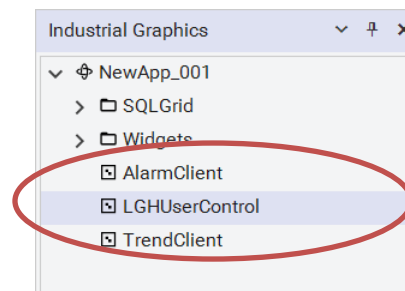 Industrial Graphics
NewApp_001
SQLGrid
Widgets
AlarmClient
LGHUserControl
TrendClient